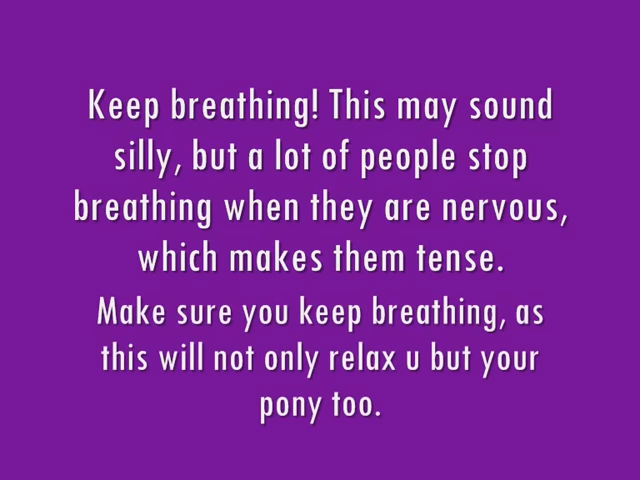 Keep breathing! This may sound
silly, but a lot of people stop
breathing when they are nervous,
which makes them tense.
Make sure you keep breathing, as
this will not only relax u but your
pony too.